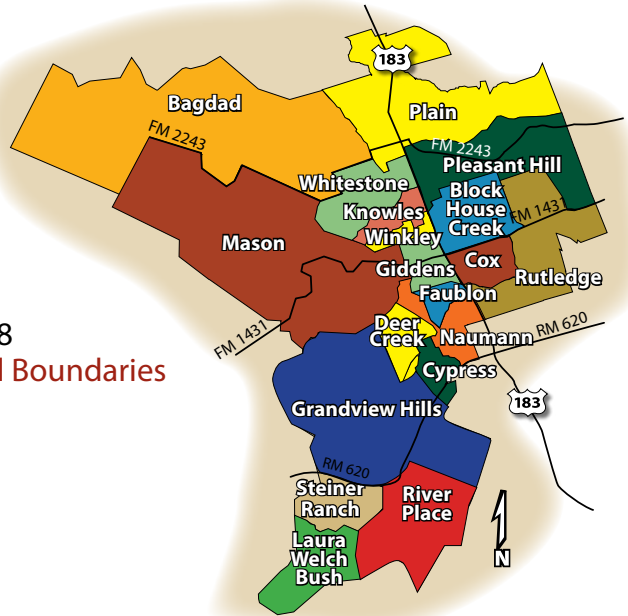 183
Bagdad
Plain
FM 2243
FM 2243
Pleasant Hill
Whitestone
Block
House
Creek
FM 1431
Knowles
Winkley
Mason
Giddens
Cox
Rutledge
Faublon
FM 1431
Deer
Creek
Naumann
RM 620
8
Boundaries
Cypress
183
Grandview Hills
RM 620
Steiner
Ranch
River
Place
Laura
Welch
Bush
N